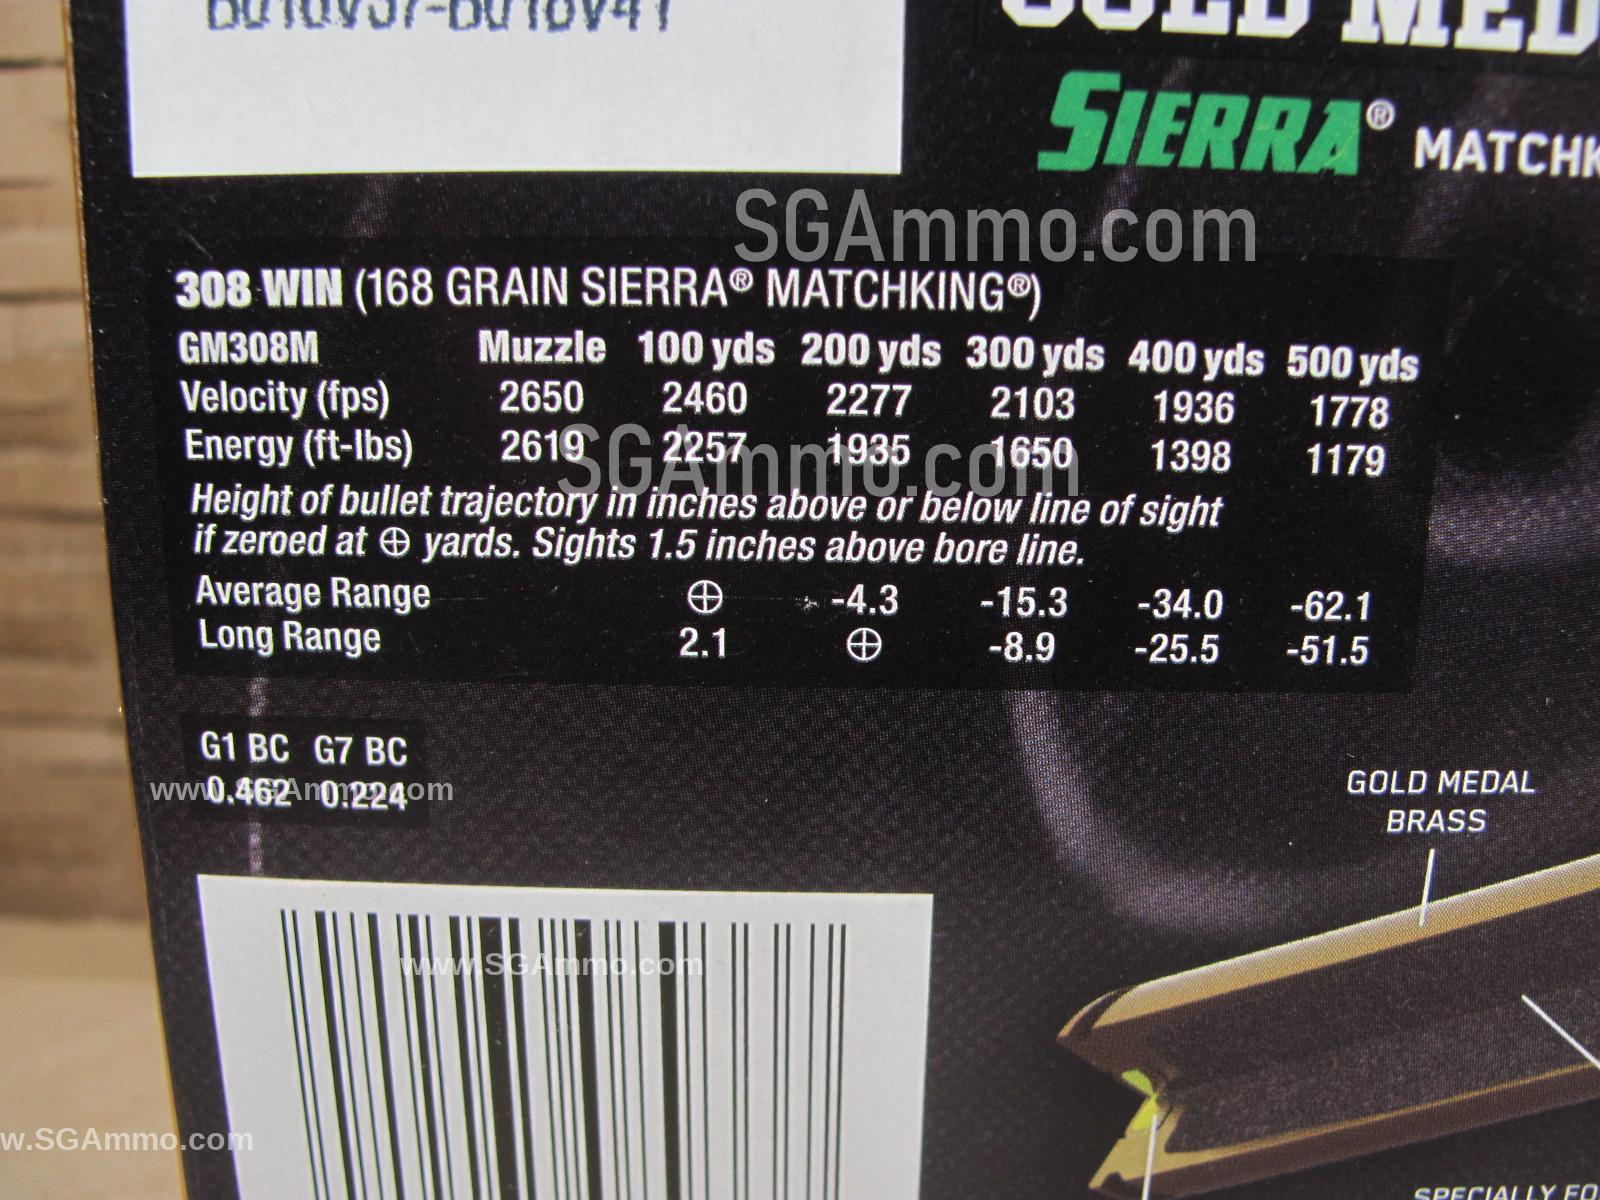 GOLD MED
SIERRA® MATCHK
SGAmmo.com
308 WIN (168 GRAIN SIERRA® MATCHKING®)
GM308M Muzzle 100 yds 200 yds 300 yds 400 yds 500 yds
Velocity (fps) 2650 2460 2277 2103 1936 1778
Energy (ft-lbs) 2619 2257 1935 1650 1398 1179
SGAmmo.com
Height of bullet trajectory in inches above or below line of sight
if zeroed at ⊕ yards. Sights 1.5 inches above bore line.
Average Range ⊕ -4.3 -15.3 -34.0 -62.1
Long Range 2.1 ⊕ -8.9 -25.5 -51.5
G1 BC G7 BC
0.462 0.224
www.SGAmmo.com
GOLD MEDAL
BRASS
www.SGAmmo.com
w.SGAmmo.com
SPECIALLY FO